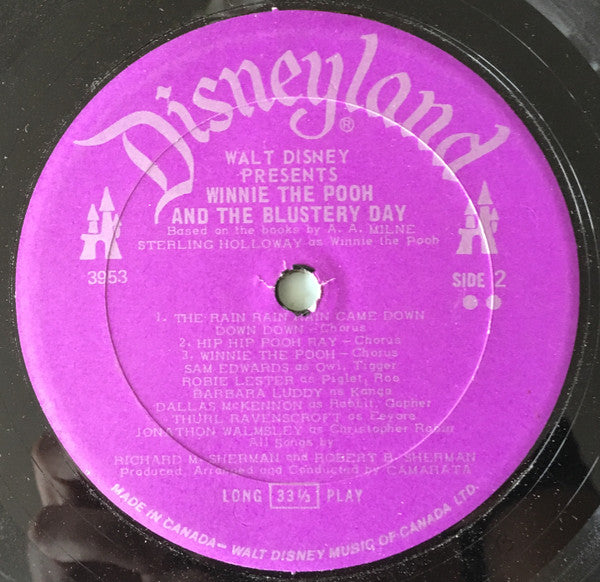 Disneyland®
WALT DISNEY
PRESENTS
WINNIE THE POOH
AND THE BLUSTERY DAY
Based on the books by A. A. MILNE
STERLING HOLLOWAY as Winnie the Pooh
3953
SIDE 2
1. THE RAIN RAIN RAIN CAME DOWN
DOWN DOWN – Chorus
2. HIP HIP POOH RAY – Chorus
3. WINNIE THE POOH – Chorus
SAM EDWARDS as Owl, Tigger
ROBIE LESTER as Piglet, Roo
BARBARA LUDDY as Kanga
DALLAS McKENNON as Rabbit, Gopher
THURL RAVENSCROFT as Eeyore
JONATHON WALMSLEY as Christopher Robin
All Songs by
RICHARD M. SHERMAN and ROBERT B. SHERMAN
Produced, Arranged and Conducted by CAMARATA
LONG 33⅓ PLAY
MADE IN CANADA – WALT DISNEY MUSIC OF CANADA LTD.